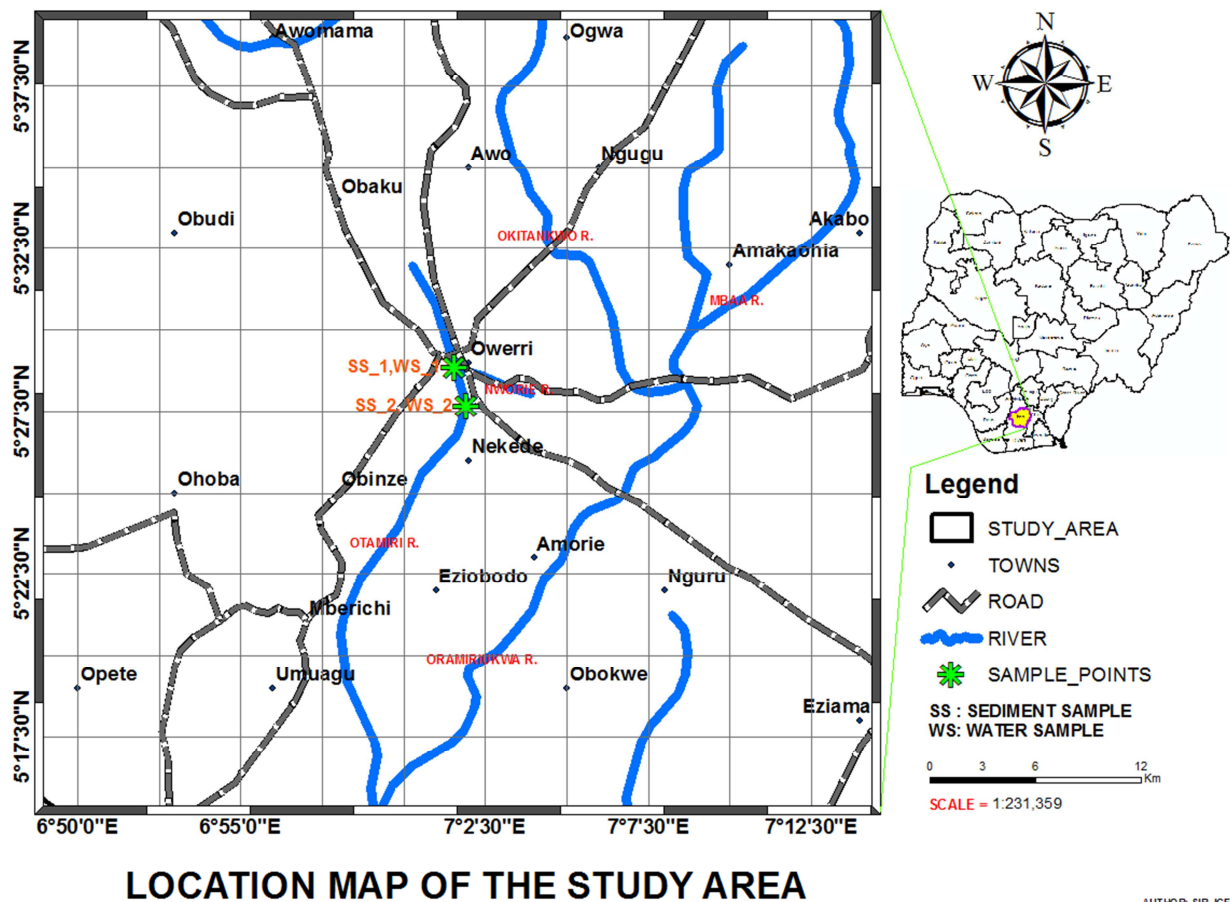 Awomama
Ogwa
N
W E
S
5°37'30"N
Awo
Ngugu
Obaku
Obudi
Akabo
OKITANKWO R.
Amakaohia
5°32'30"N
MBAA R.
Owerri
SS_1,WS_1
NWORIE R.
SS_2, WS_2
5°27'30"N
Nekede
Ohoba
Obinze
OTAMIRI R.
Amorie
Eziobodo
Nguru
5°22'30"N
Mberichi
ORAMIRIUKWA R.
Opete
Umuagu
Obokwe
Eziama
5°17'30"N
6°50'0"E
6°55'0"E
7°2'30"E
7°7'30"E
7°12'30"E
Legend
STUDY_AREA
TOWNS
ROAD
RIVER
SAMPLE_POINTS
SS : SEDIMENT SAMPLE
WS: WATER SAMPLE
0 3 6 12
Km
SCALE = 1:231,359
LOCATION MAP OF THE STUDY AREA